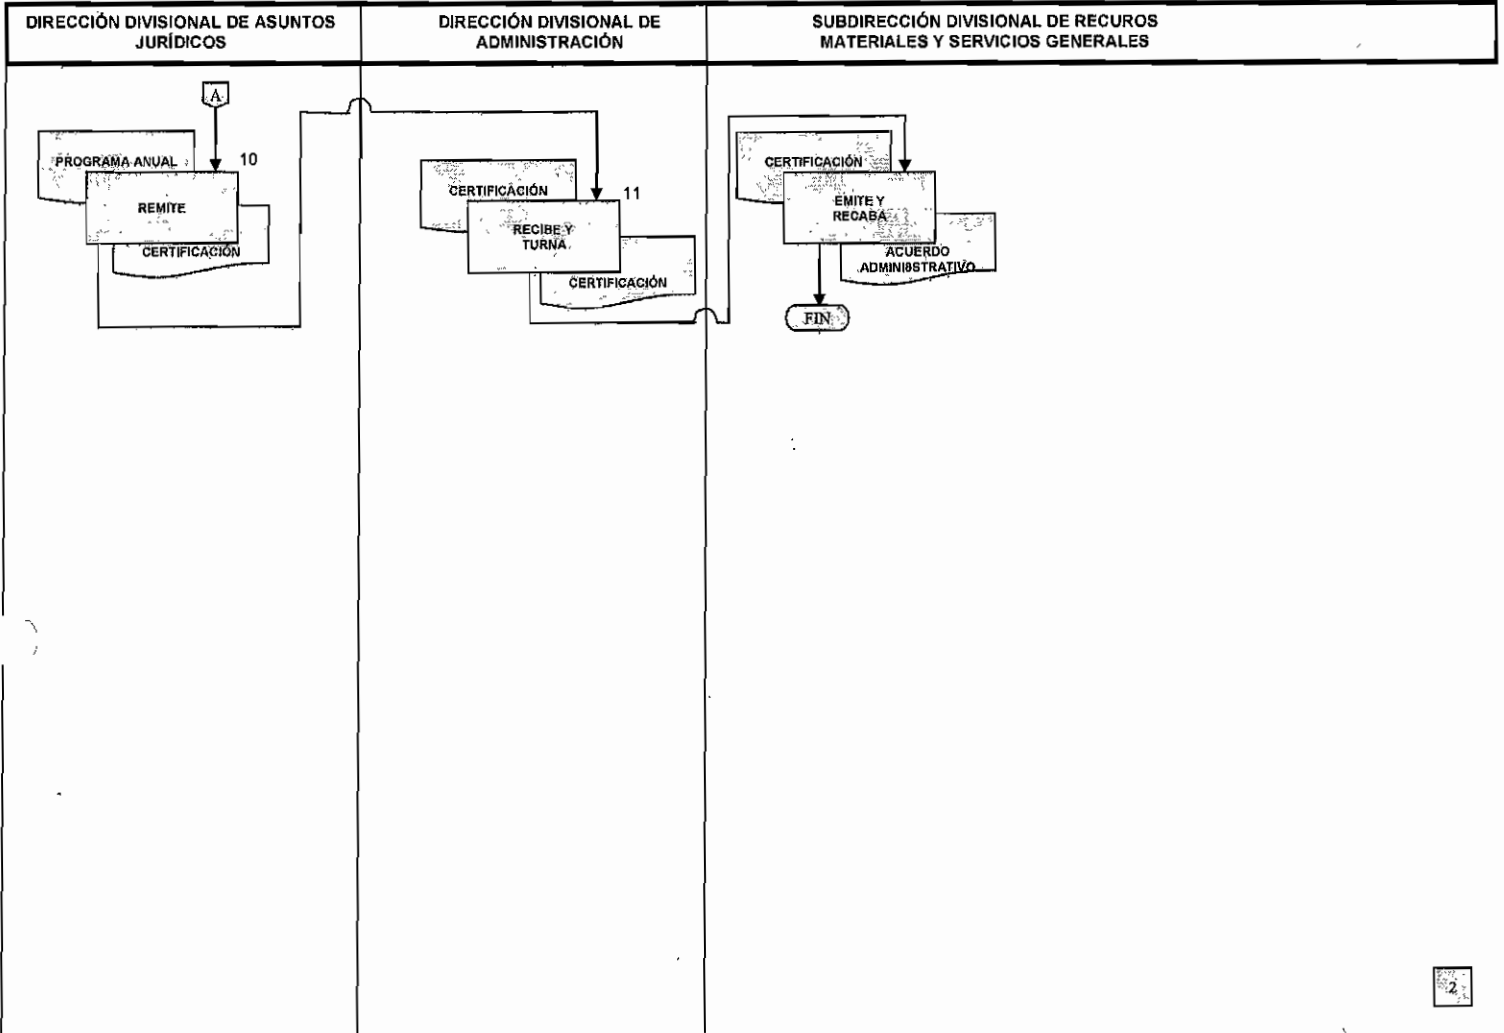 DIRECCIÓN DIVISIONAL DE ASUNTOS
JURÍDICOS
DIRECCIÓN DIVISIONAL DE
ADMINISTRACIÓN
SUBDIRECCIÓN DIVISIONAL DE RECUROS
MATERIALES Y SERVICIOS GENERALES
A
PROGRAMA ANUAL
10
REMITE
CERTIFICACIÓN
CERTIFICACIÓN
11
RECIBE Y
TURNA
CERTIFICACIÓN
CERTIFICACIÓN
EMITE Y
RECABA
ACUERDO
ADMINI8STRATIVO
FIN
2